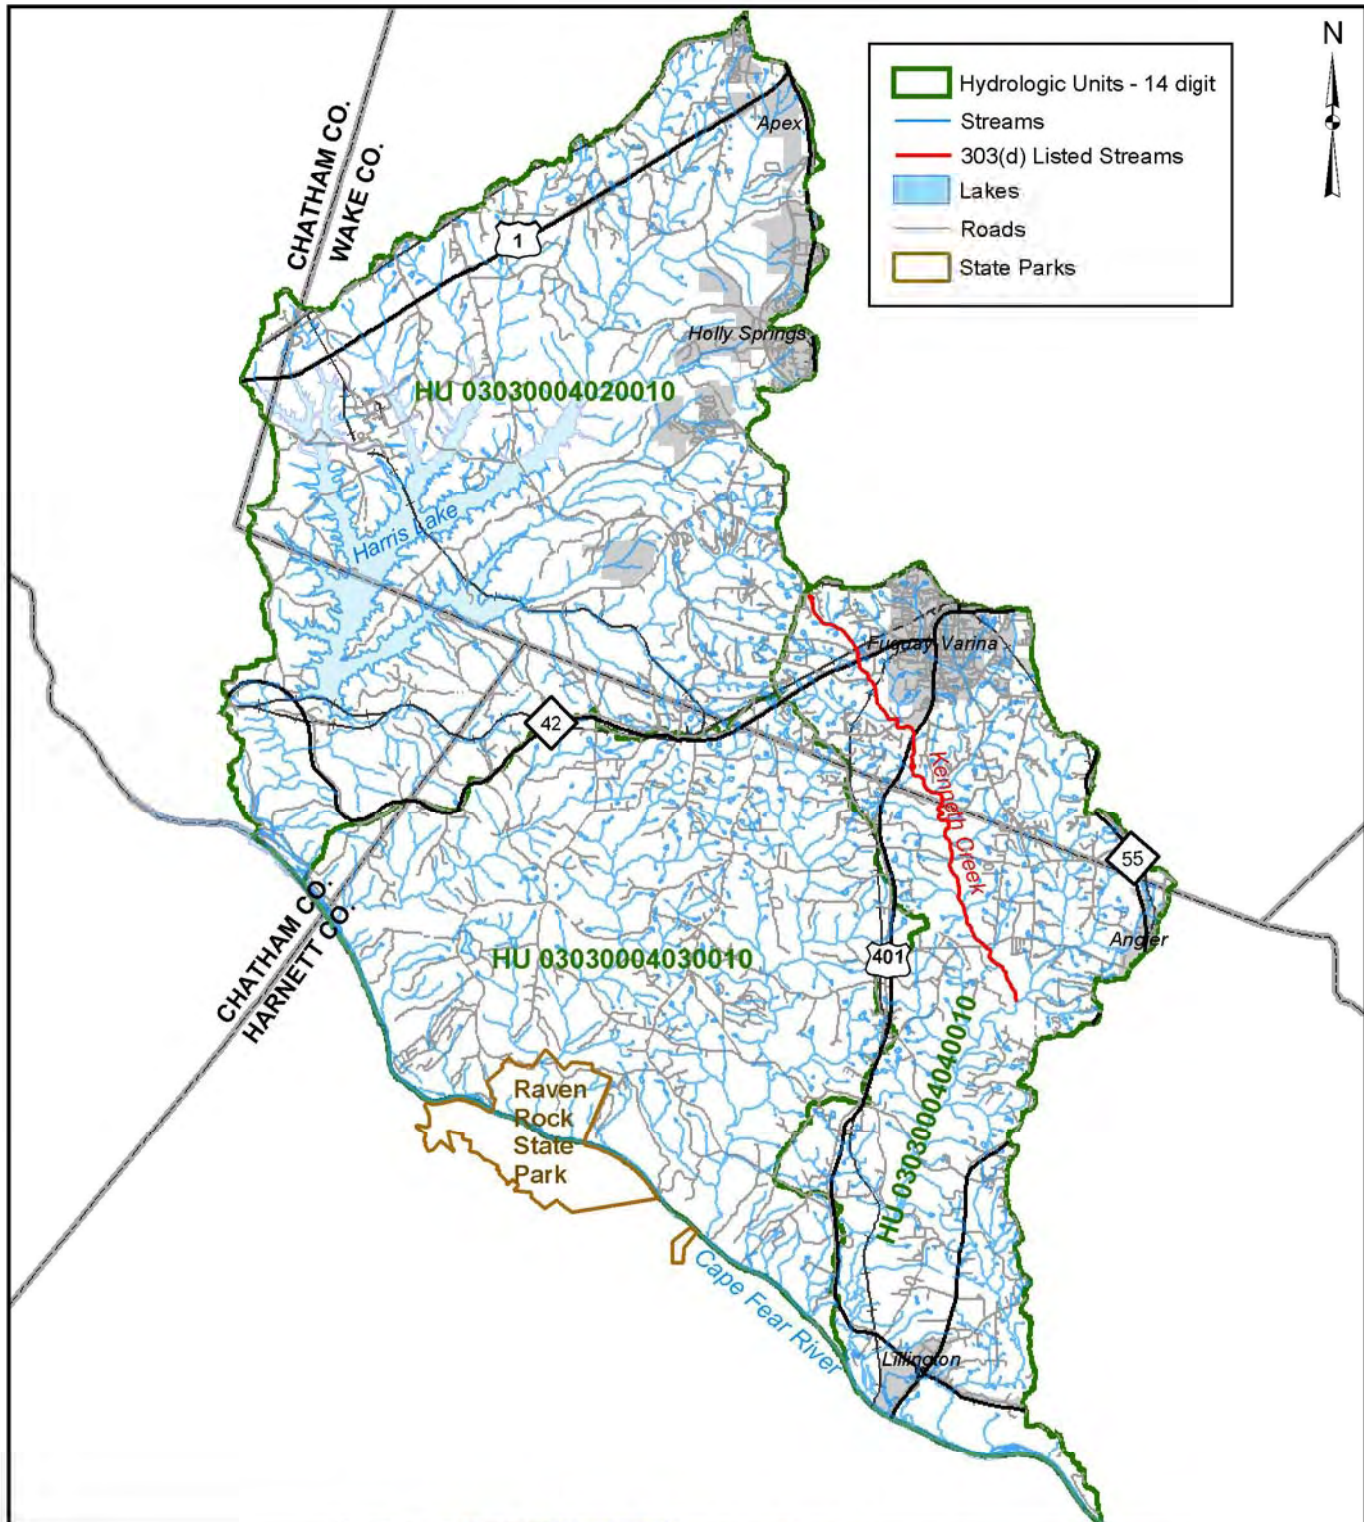 N
Hydrologic Units - 14 digit
Streams
303(d) Listed Streams
Lakes
Roads
State Parks
Apex
CHATHAM CO.
WAKE CO.
1
Holly Springs
HU 03030004020010
Harris Lake
Fuquay-Varina
42
Kenneth Creek
55
CHATHAM CO.
HARNETT CO.
Angier
HU 03030004030010
401
HU 03030004040010
Raven
Rock
State
Park
Cape Fear River
Lillington